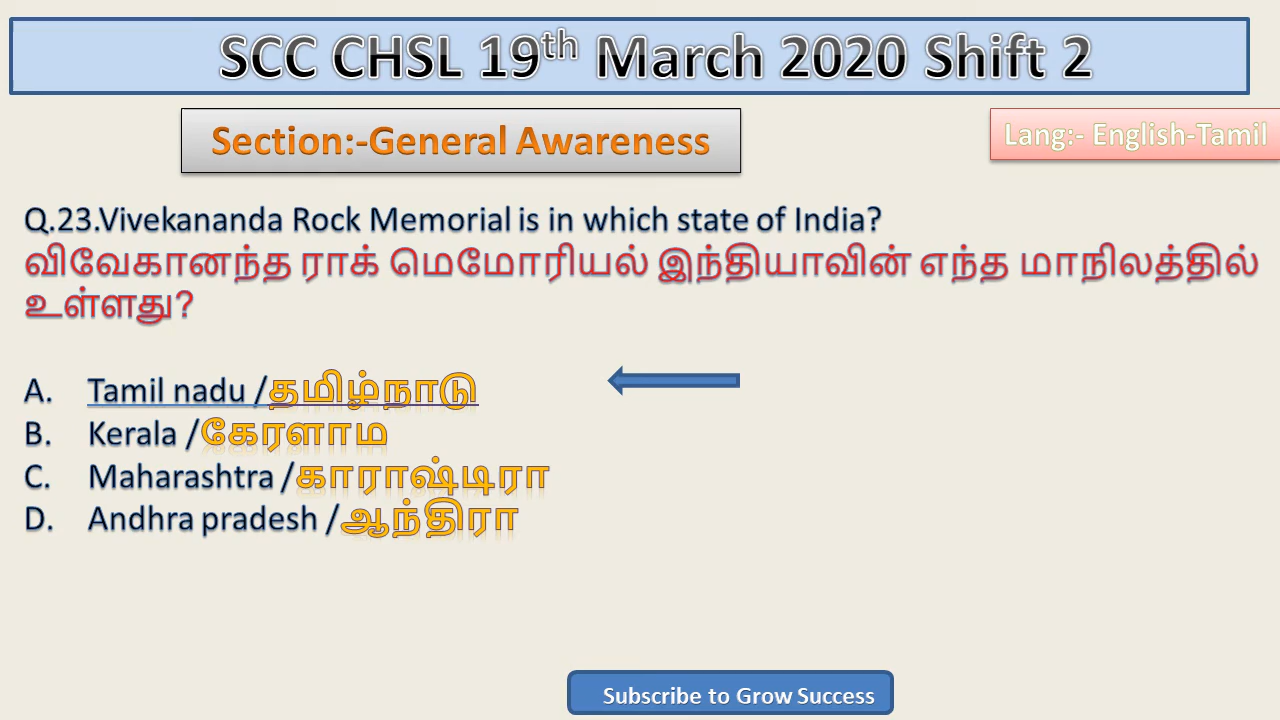 SCC CHSL 19th March 2020 Shift 2
Section:-General Awareness
Lang:- English-Tamil
Q.23.Vivekananda Rock Memorial is in which state of India?
விவேகானந்த ராக் மெமோரியல் இந்தியாவின் எந்த மாநிலத்தில்
உள்ளது?
A. Tamil nadu /தமிழ்நாடு
B. Kerala /கேரளாம
C. Maharashtra /காராஷ்டிரா
D. Andhra pradesh /ஆந்திரா
Subscribe to Grow Success